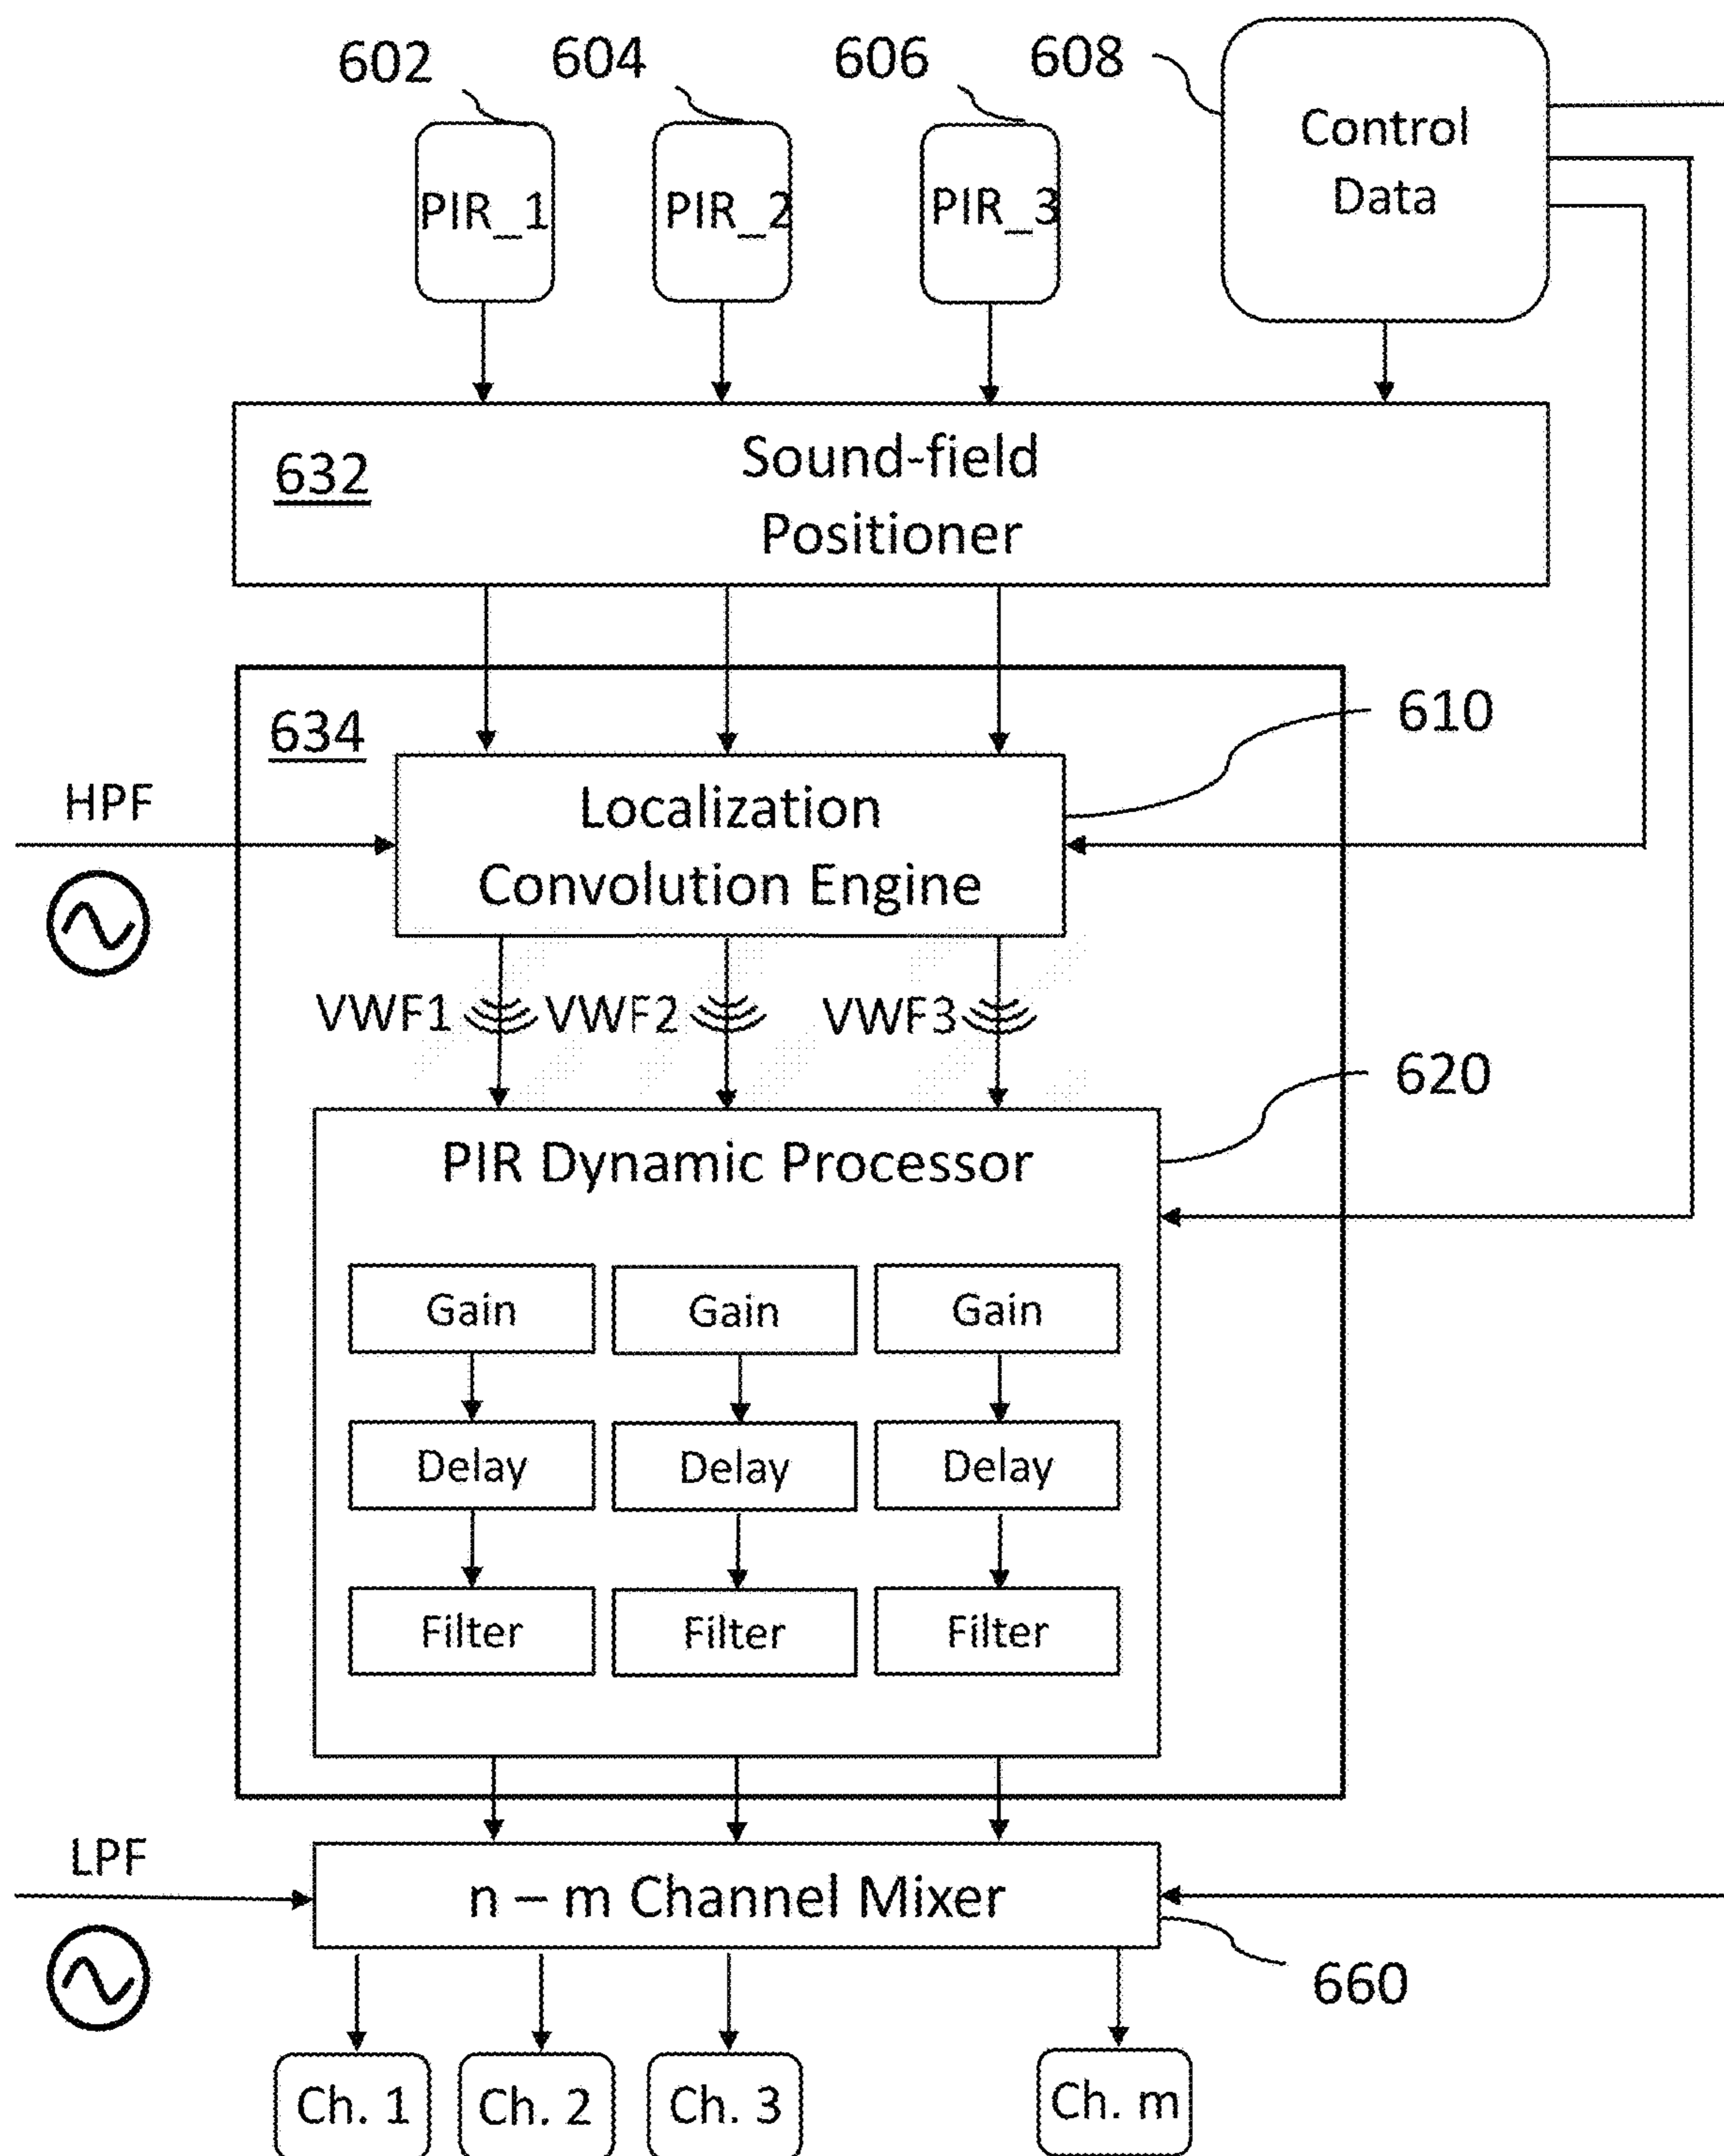 602
604
606
608
PIR_1
PIR_2
PIR_3
Control
Data
632
Sound-field
Positioner
634
610
HPF
Localization
Convolution Engine
VWF1
VWF2
VWF3
620
PIR Dynamic Processor
Gain
Gain
Gain
Delay
Delay
Delay
Filter
Filter
Filter
LPF
n – m Channel Mixer
660
Ch. 1
Ch. 2
Ch. 3
Ch. m